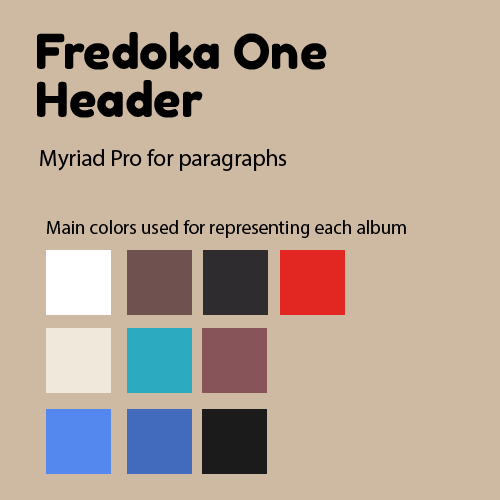 Fredoka One
Header
Myriad Pro for paragraphs
Main colors used for representing each album